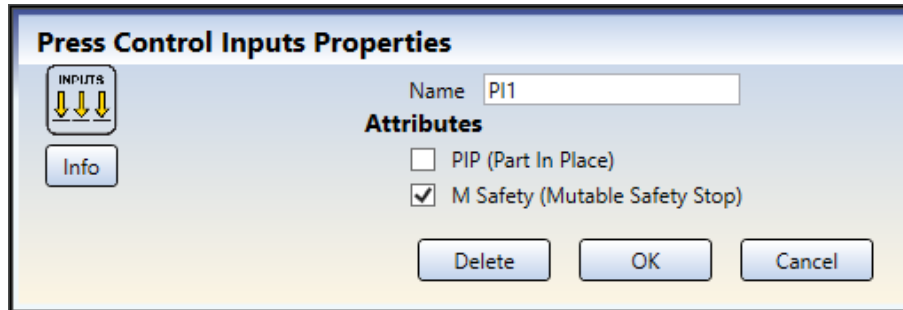 Press Control Inputs Properties
INPUTS
Name PI1
Attributes
Info
PIP (Part In Place)
M Safety (Mutable Safety Stop)
Delete OK Cancel